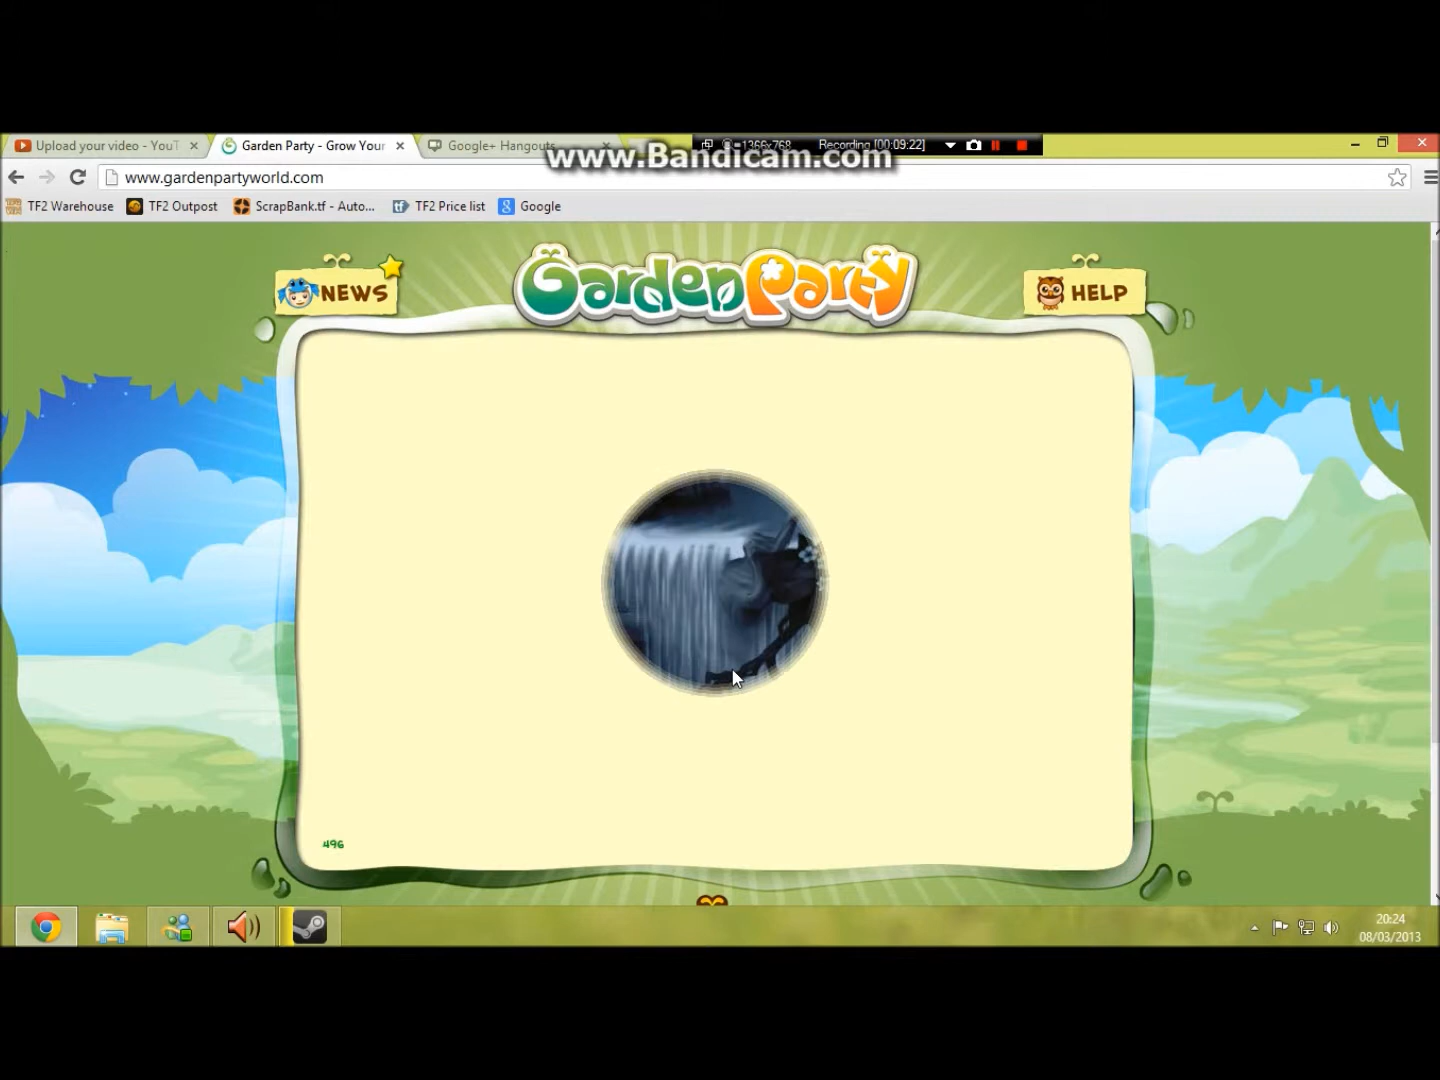 Upload your video - YouT
Garden Party - Grow Your
Google+ Hangouts
1366x768
Recording [00:09:22]
www.Bandicam.com
www.gardenpartyworld.com
TF2 Warehouse
TF2 Outpost
ScrapBank.tf - Auto...
TF2 Price list
Google
NEWS
GardenParty
HELP
496
20:24
08/03/2013